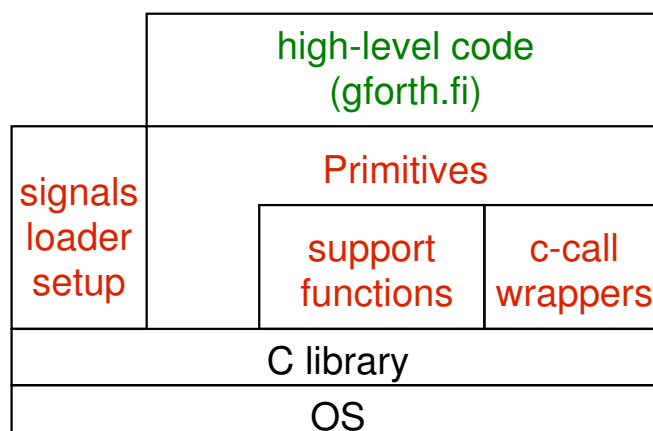 high-level code
(gforth.fi)
Primitives
signals
loader
setup
support
functions
c-call
wrappers
C library
OS